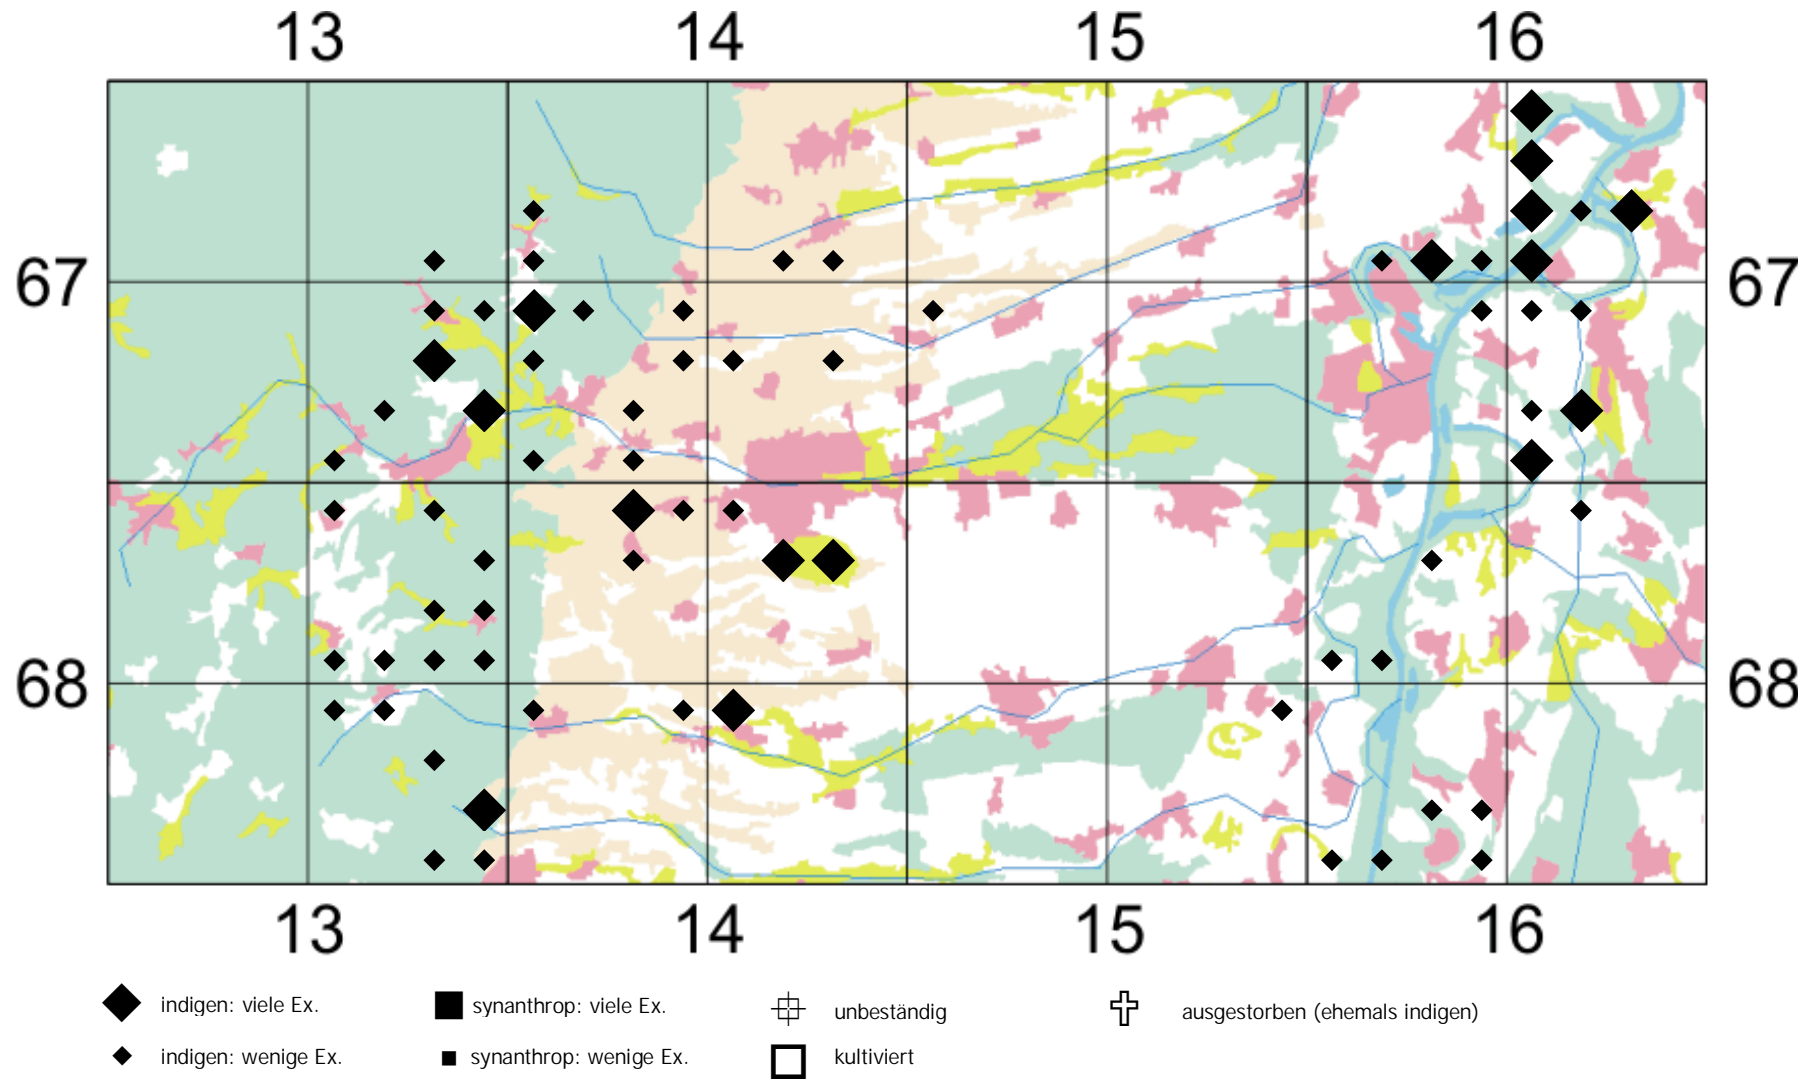 13 14 15 16
67 67
68 68
13 14 15 16
indigen: viele Ex. synanthrop: viele Ex. unbeständig ausgestorben (ehemals indigen)
indigen: wenige Ex. synanthrop: wenige Ex. kultiviert